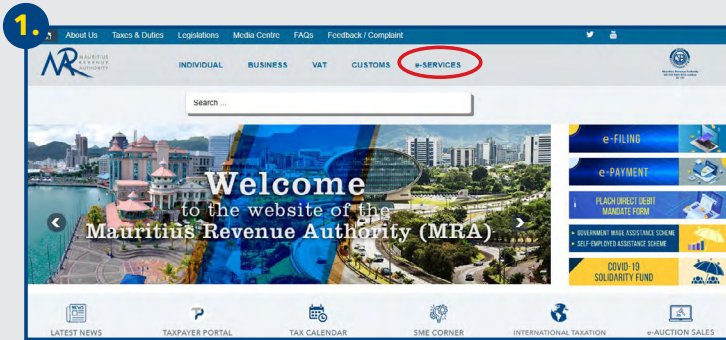 1.
About Us Taxes & Duties Legislations Media Centre FAQs Feedback / Complaint
MAURITIUS
REVENUE
AUTHORITY
INDIVIDUAL BUSINESS VAT CUSTOMS e-SERVICES
Search ...
Welcome
to the website of the
Mauritius Revenue Authority (MRA)
e-FILING
e-PAYMENT
PLACH DIRECT DEBIT
MANDATE FORM
GOVERNMENT WAGE ASSISTANCE SCHEME
SELF-EMPLOYED ASSISTANCE SCHEME
COVID-19
SOLIDARITY FUND
NEWS
LATEST NEWS TAXPAYER PORTAL TAX CALENDAR SME CORNER INTERNATIONAL TAXATION e-AUCTION SALES